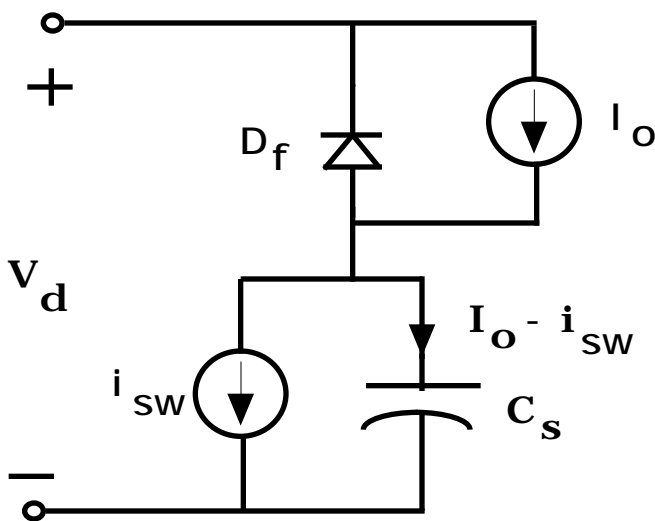 +
D_f
I_o
V_d
I_o - i_sw
i_sw
C_s
−